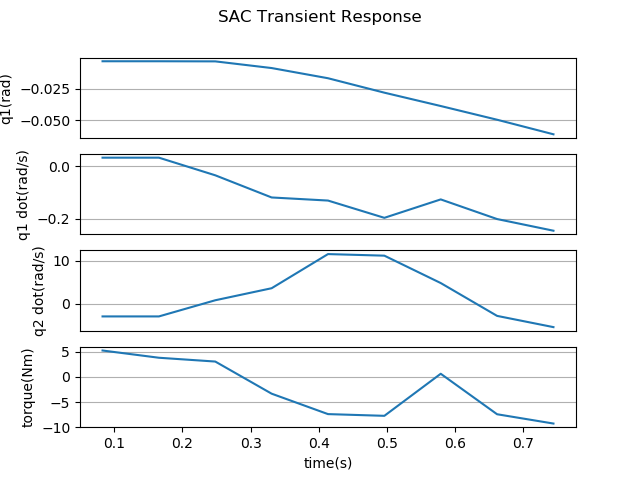 SAC Transient Response
−0.025
−0.050
q1(rad)
0.0
−0.2
q1 dot(rad/s)
10
0
q2 dot(rad/s)
5
0
−5
−10
torque(Nm)
0.1 0.2 0.3 0.4 0.5 0.6 0.7
time(s)